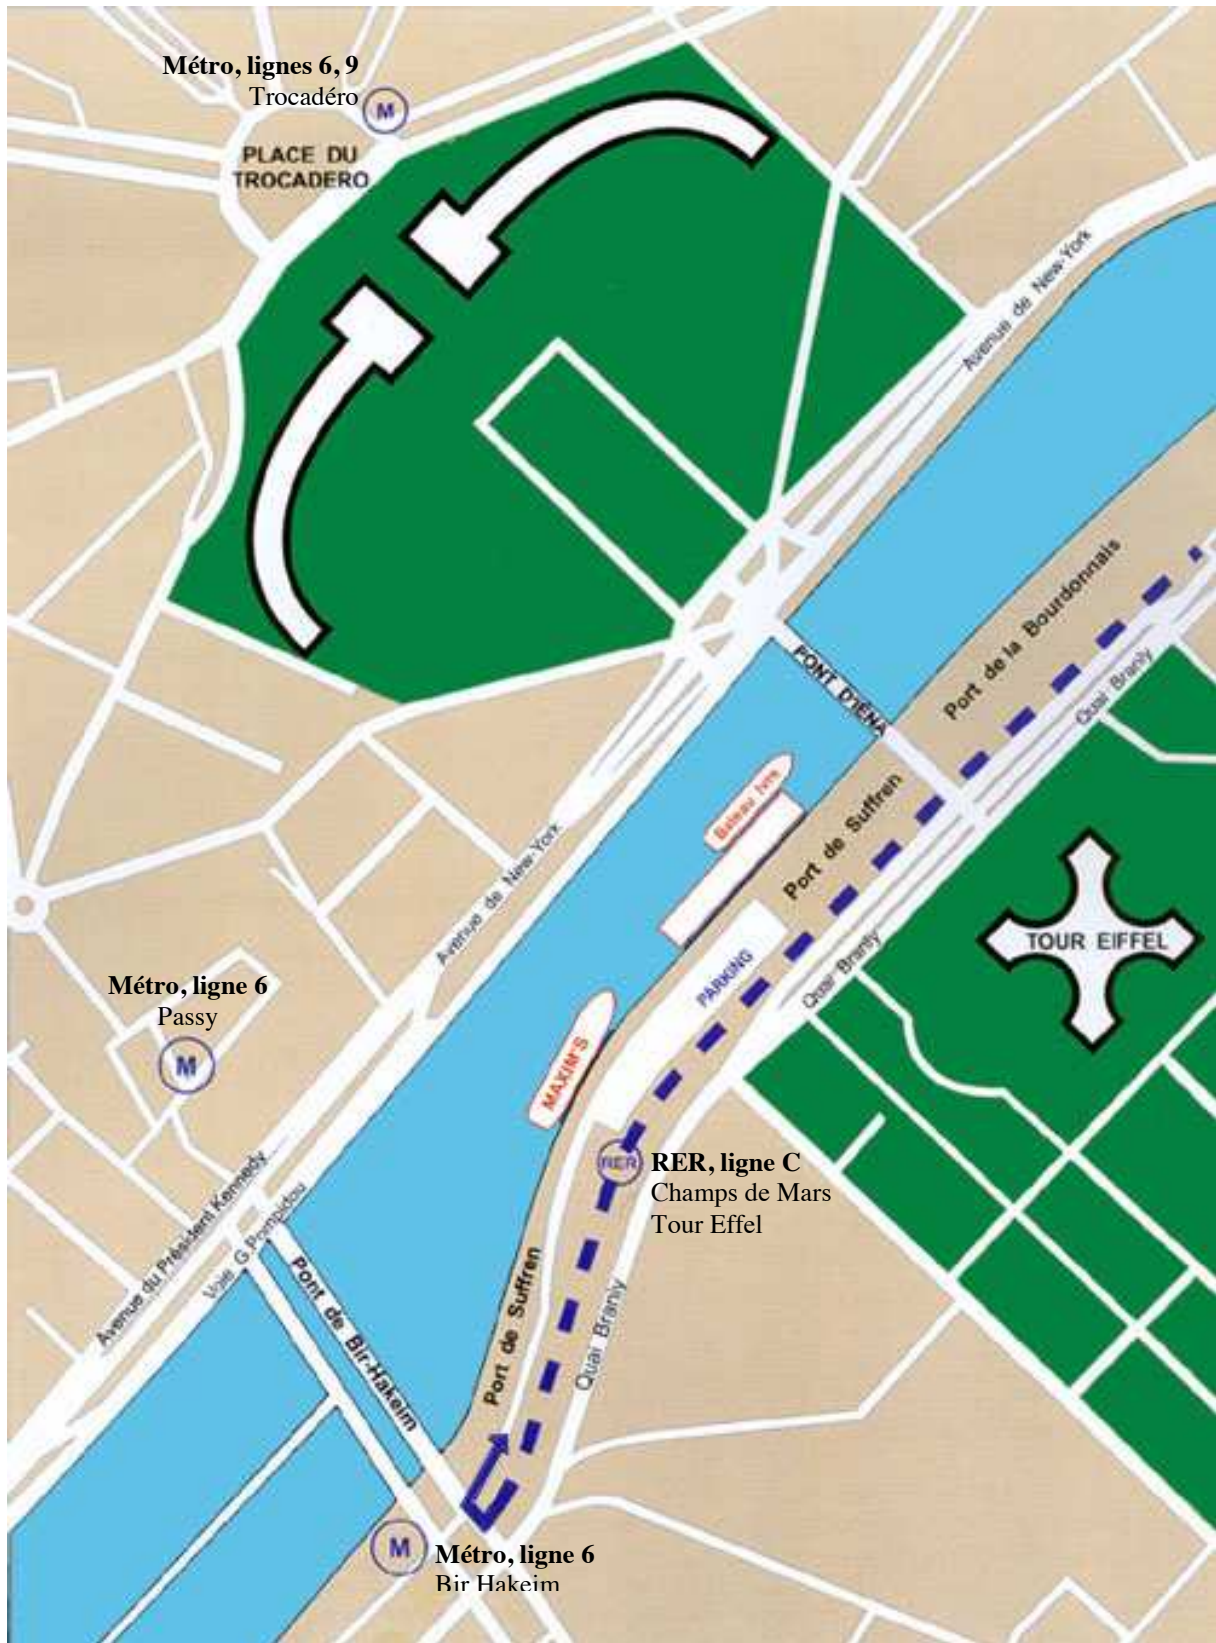 Métro, lignes 6, 9
Trocadéro
M
PLACE DU
TROCADERO
Avenue de New-York
Port de la Bourdonnais
Quai Branly
PONT D'IÉNA
Bateau Ivre
Port de Suffren
TOUR EIFFEL
Avenue de New-York
PARKING
Quai Branly
Métro, ligne 6
Passy
M
MAXIM'S
RER
RER, ligne C
Champs de Mars
Tour Effel
Avenue du Président Kennedy
Voie G Pompidou
Pont de Bir-Hakeim
Port de Suffren
Quai Branly
M
Métro, ligne 6
Bir Hakeim